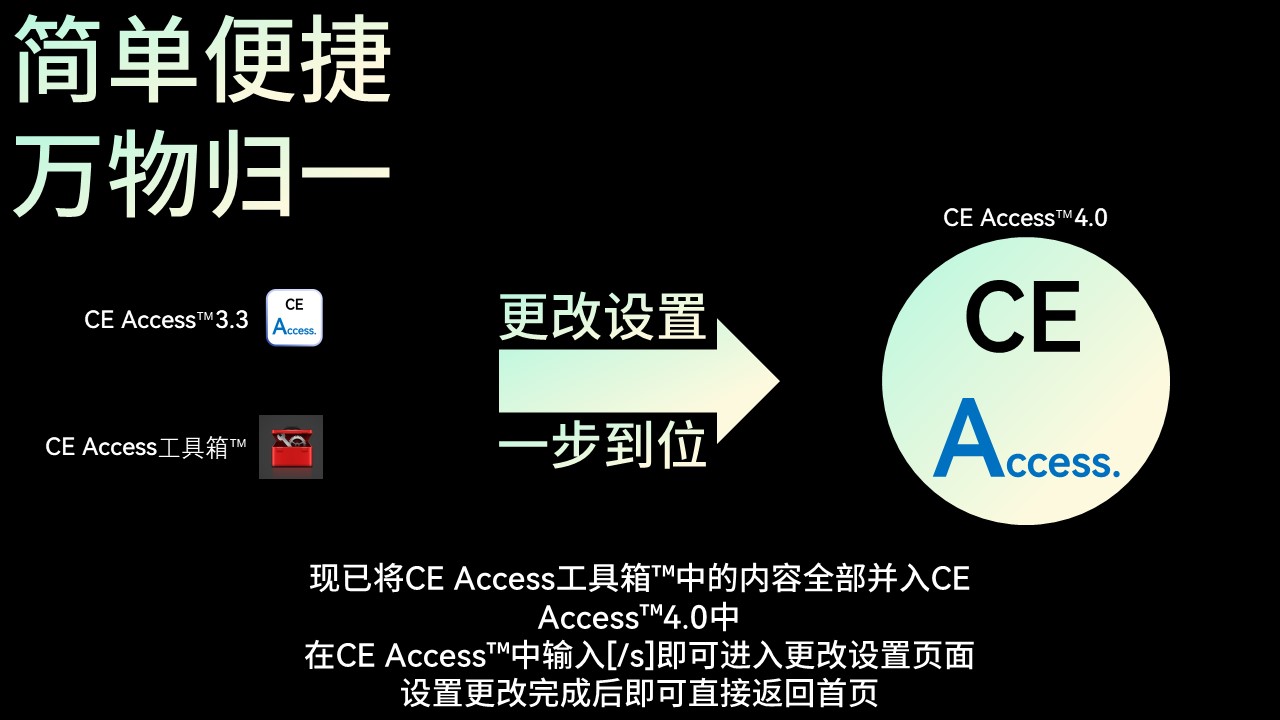 简单便捷
万物归一
CE Access™4.0
CE
Access.
CE Access™3.3
CE
Access.
更改设置
CE Access工具箱™
一步到位
现已将CE Access工具箱™中的内容全部并入CE
Access™4.0中
在CE Access™中输入[/s]即可进入更改设置页面
设置更改完成后即可直接返回首页